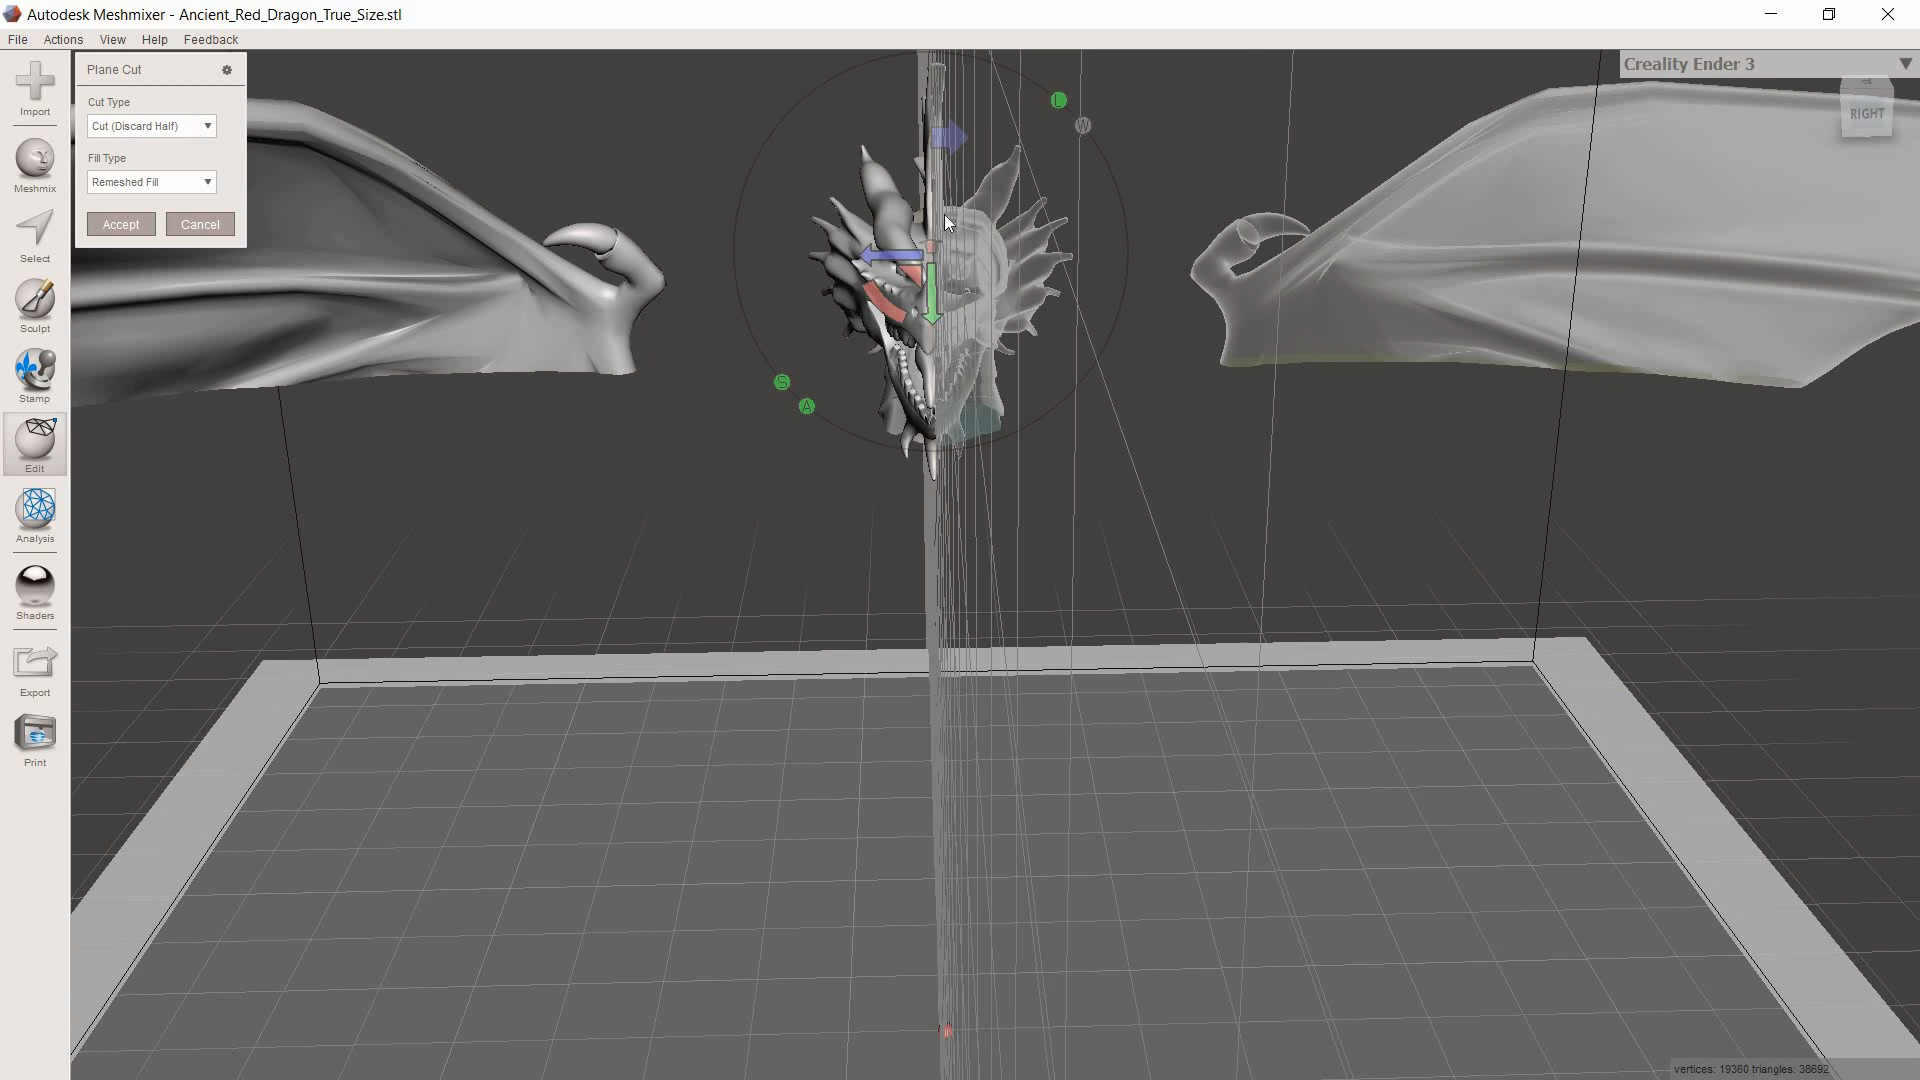 Autodesk Meshmixer - Ancient_Red_Dragon_True_Size.stl
File Actions View Help Feedback
Plane Cut
Cut Type
Cut (Discard Half)
Fill Type
Remeshed Fill
Accept Cancel
Import
Meshmix
Select
Sculpt
Stamp
Edit
Analysis
Shaders
Export
Print
Creality Ender 3
RIGHT
L
W
S
A
vertices: 19360 triangles: 38692